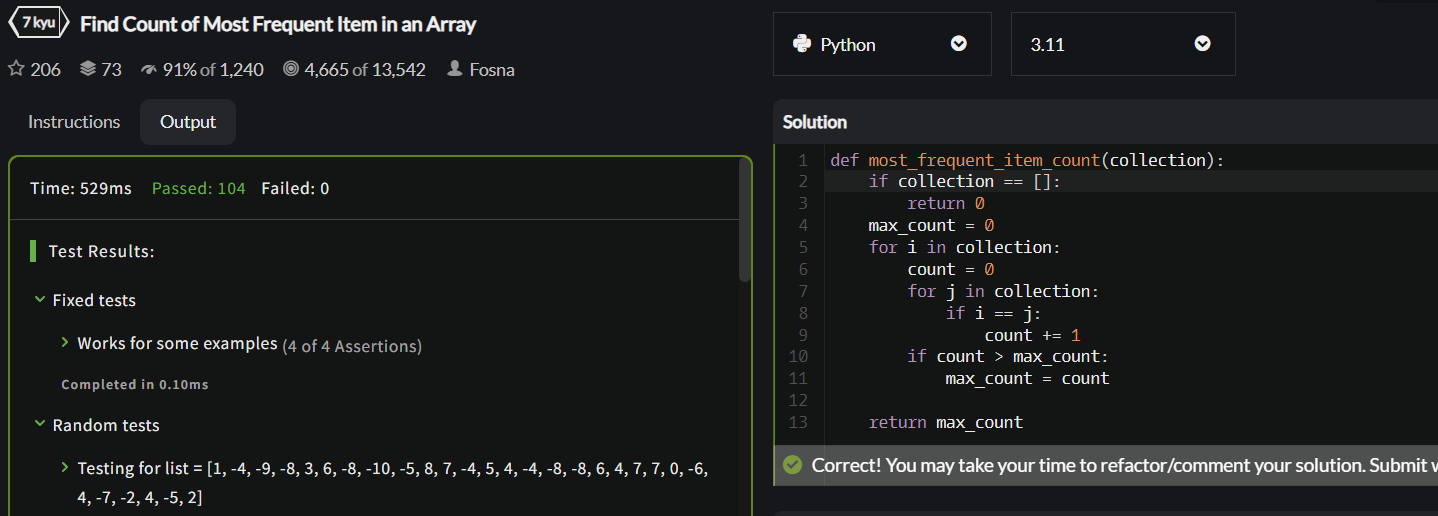 7 kyu Find Count of Most Frequent Item in an Array
206 73 91% of 1,240 4,665 of 13,542 Fosna
Instructions Output
Time: 529ms Passed: 104 Failed: 0
Test Results:
Fixed tests
Works for some examples (4 of 4 Assertions)
Completed in 0.10ms
Random tests
Testing for list = [1, -4, -9, -8, 3, 6, -8, -10, -5, 8, 7, -4, 5, 4, -4, -8, -8, 6, 4, 7, 7, 0, -6,
4, -7, -2, 4, -5, 2]
Python 3.11
Solution
1 def most_frequent_item_count(collection):
2     if collection == []:
3         return 0
4     max_count = 0
5     for i in collection:
6         count = 0
7         for j in collection:
8             if i == j:
9                 count += 1
10         if count > max_count:
11             max_count = count
12
13     return max_count
Correct! You may take your time to refactor/comment your solution. Submit w